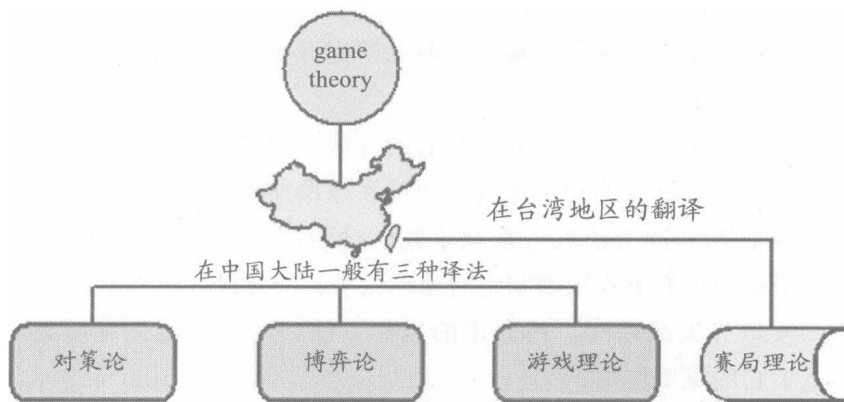 game
theory
在台湾地区的翻译
在中国大陆一般有三种译法
对策论
博弈论
游戏理论
赛局理论